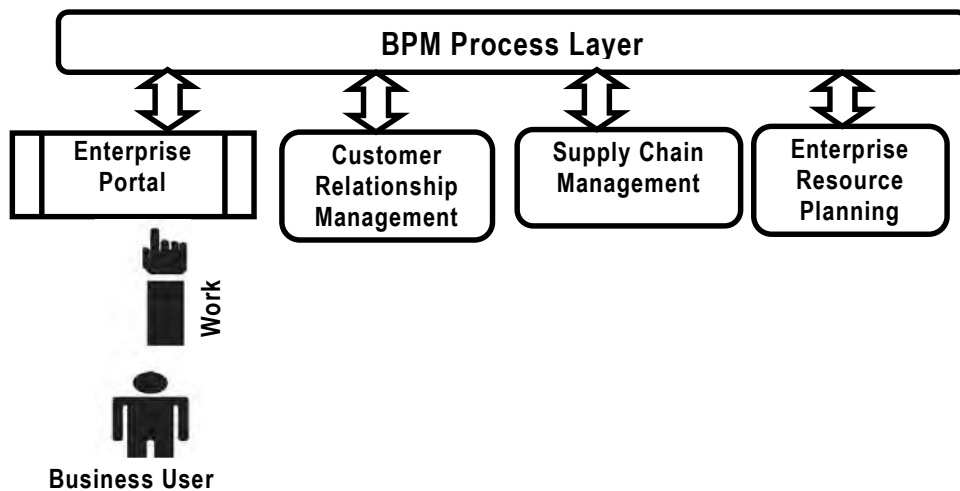 BPM Process Layer
Enterprise
Portal
Customer
Relationship
Management
Supply Chain
Management
Enterprise
Resource
Planning
Work
Business User